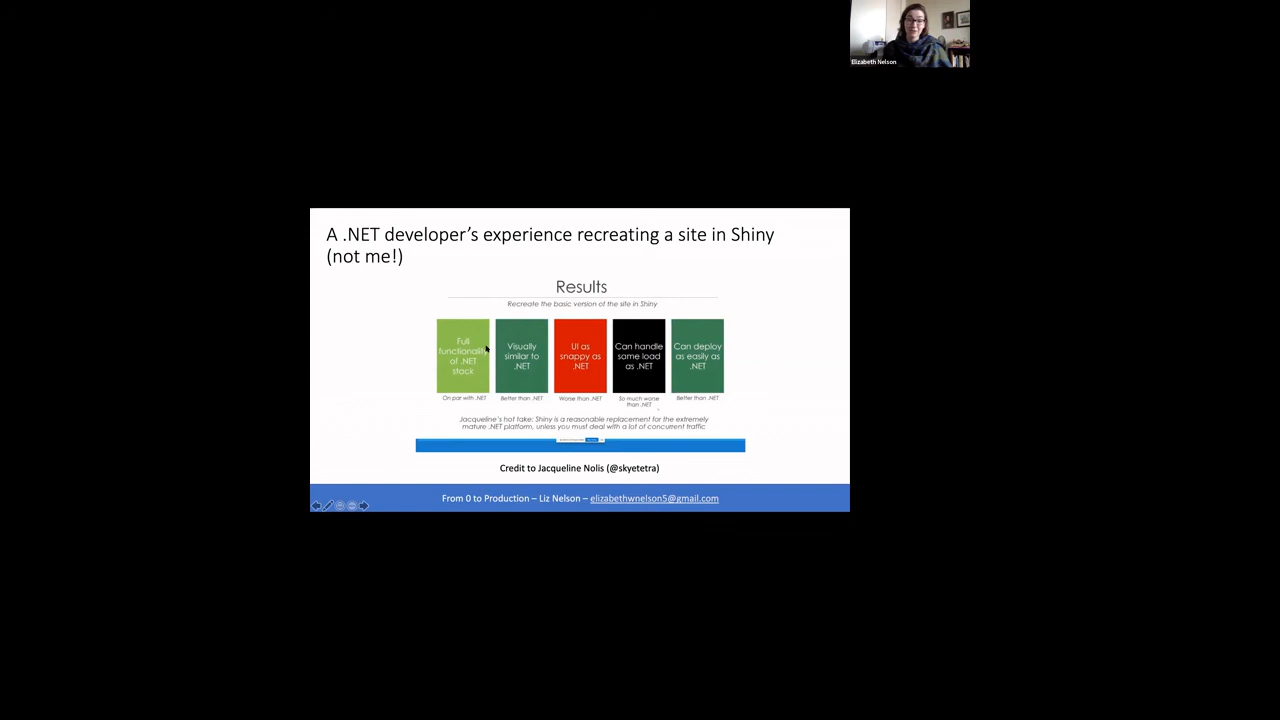 Elizabeth Nelson
A .NET developer's experience recreating a site in Shiny
(not me!)
Results
Recreate the basic version of the site in Shiny
Full
functionality
of .NET
stack
Visually
similar to
.NET
UI as
snappy as
.NET
Can handle
same load
as .NET
Can deploy
as easily as
.NET
On par with .NET
Better than .NET
Worse than .NET
So much worse
than .NET
Better than .NET
Jacqueline's hot take: Shiny is a reasonable replacement for the extremely
mature .NET platform, unless you must deal with a lot of concurrent traffic
Credit to Jacqueline Nolis (@skyetetra)
From 0 to Production – Liz Nelson – elizabethwnelson5@gmail.com